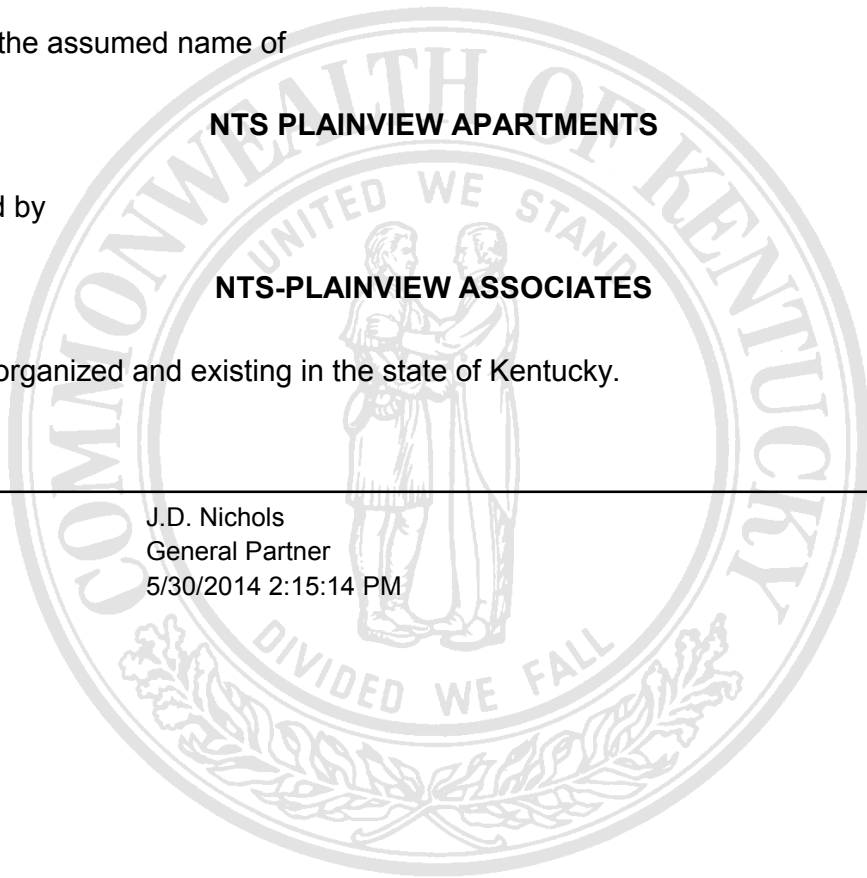 the assumed name of
NTS PLAINVIEW APARTMENTS
d by
NTS-PLAINVIEW ASSOCIATES
organized and existing in the state of Kentucky.
J.D. Nichols
General Partner
5/30/2014 2:15:14 PM
COMMONWEALTH OF KENTUCKY
UNITED WE STAND
DIVIDED WE FALL